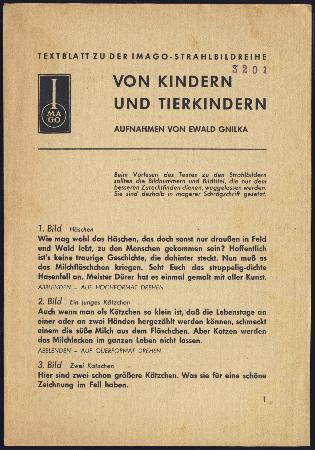 TEXTBLATT ZU DER IMAGO-STRAHLBILDREIHE
3201
I
MA
GO
VON KINDERN
UND TIERKINDERN
AUFNAHMEN VON EWALD GNILKA
Beim Vorlesen des Textes zu den Strahlbildern
sollten die Bildnummern und Bildtitel, die nur dem
besseren Zurechtfinden dienen, weggelassen werden.
Sie sind deshalb in magerer Schrägschrift gesetzt.
1. Bild Häschen
Wie mag wohl das Häschen, das doch sonst nur draußen in Feld
und Wald lebt, zu den Menschen gekommen sein? Hoffentlich
ist's keine traurige Geschichte, die dahinter steckt. Nun muß es
das Milchfläschchen kriegen. Seht Euch das struppelig-dichte
Hasenfell an. Meister Dürer hat es einmal gemalt mit aller Kunst.
ABBLENDEN – AUF HOCHFORMAT DREHEN
2. Bild Ein junges Kätzchen
Auch wenn man als Kätzchen so klein ist, daß die Lebenstage an
einer oder an zwei Händen hergezählt werden können, schmeckt
einem die süße Milch aus dem Fläschchen. Aber Katzen werden
das Milchlecken im ganzen Leben nicht lassen.
ABBLENDEN – AUF QUERFORMAT DREHEN
3. Bild Zwei Kätzchen
Hier sind zwei schon größere Kätzchen. Was sie für eine schöne
Zeichnung im Fell haben.
1